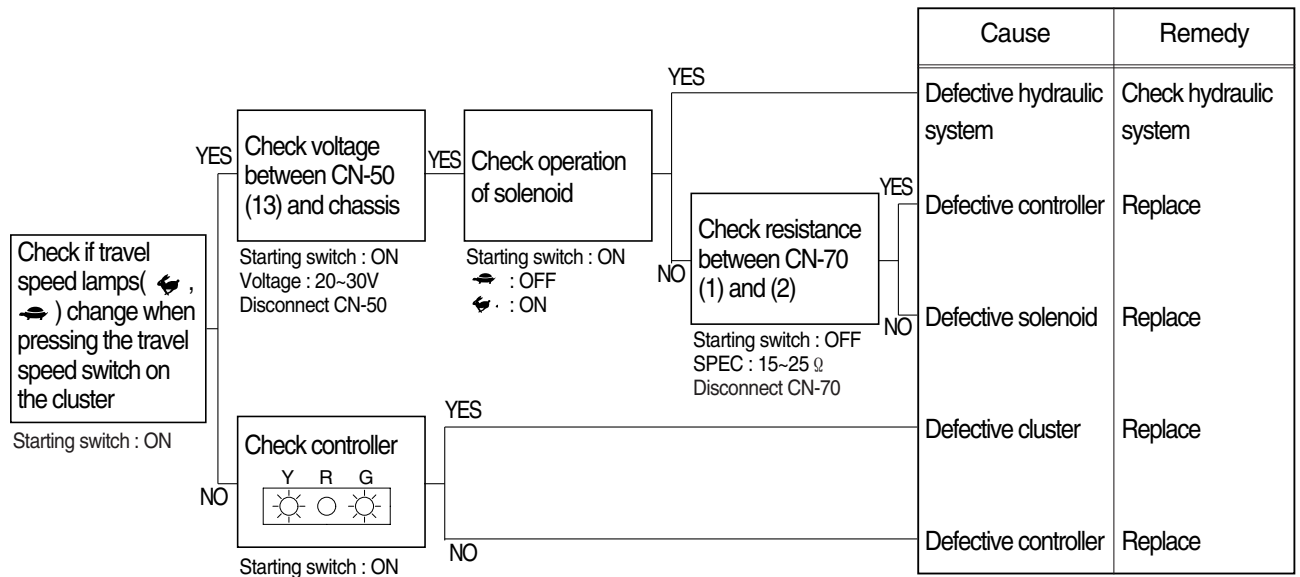 Cause
Remedy
YES
Defective hydraulic
system
Check hydraulic
system
YES
Check voltage
between CN-50
(13) and chassis
Starting switch : ON
Voltage : 20~30V
Disconnect CN-50
YES
Check operation
of solenoid
Starting switch : ON
: OFF
: ON
NO
Check resistance
between CN-70
(1) and (2)
Starting switch : OFF
SPEC : 15~25 Ω
Disconnect CN-70
YES
Defective controller
Replace
NO
Defective solenoid
Replace
Check if travel
speed lamps( ,
) change when
pressing the travel
speed switch on
the cluster
Starting switch : ON
NO
Check controller
Y R G
Starting switch : ON
YES
Defective cluster
Replace
NO
Defective controller
Replace